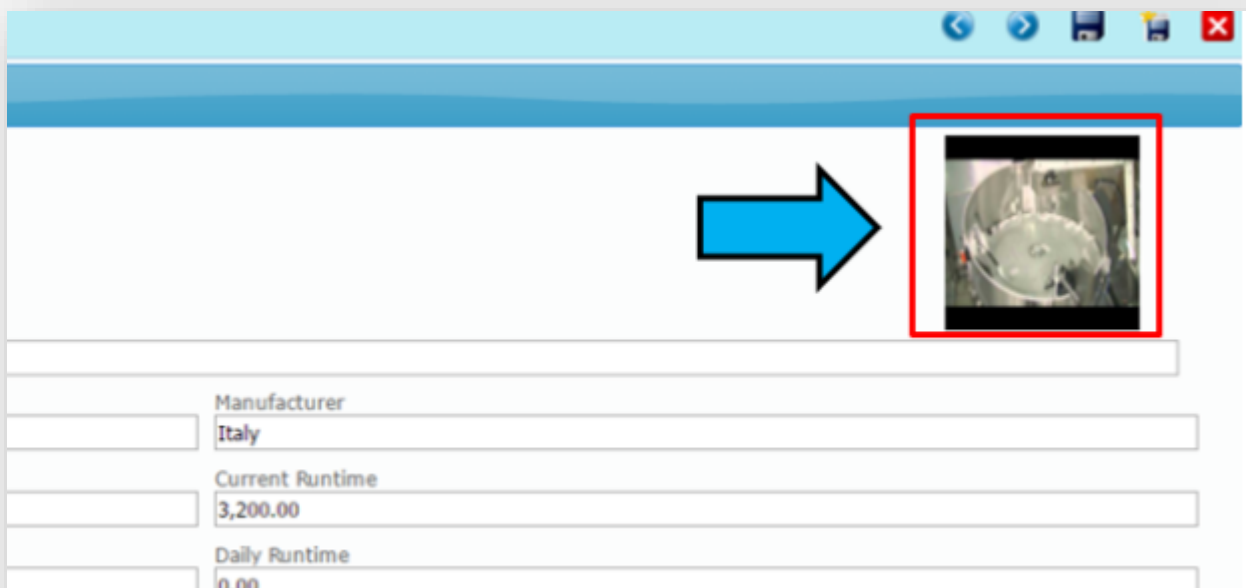 Manufacturer
Italy
Current Runtime
3,200.00
Daily Runtime
0.00